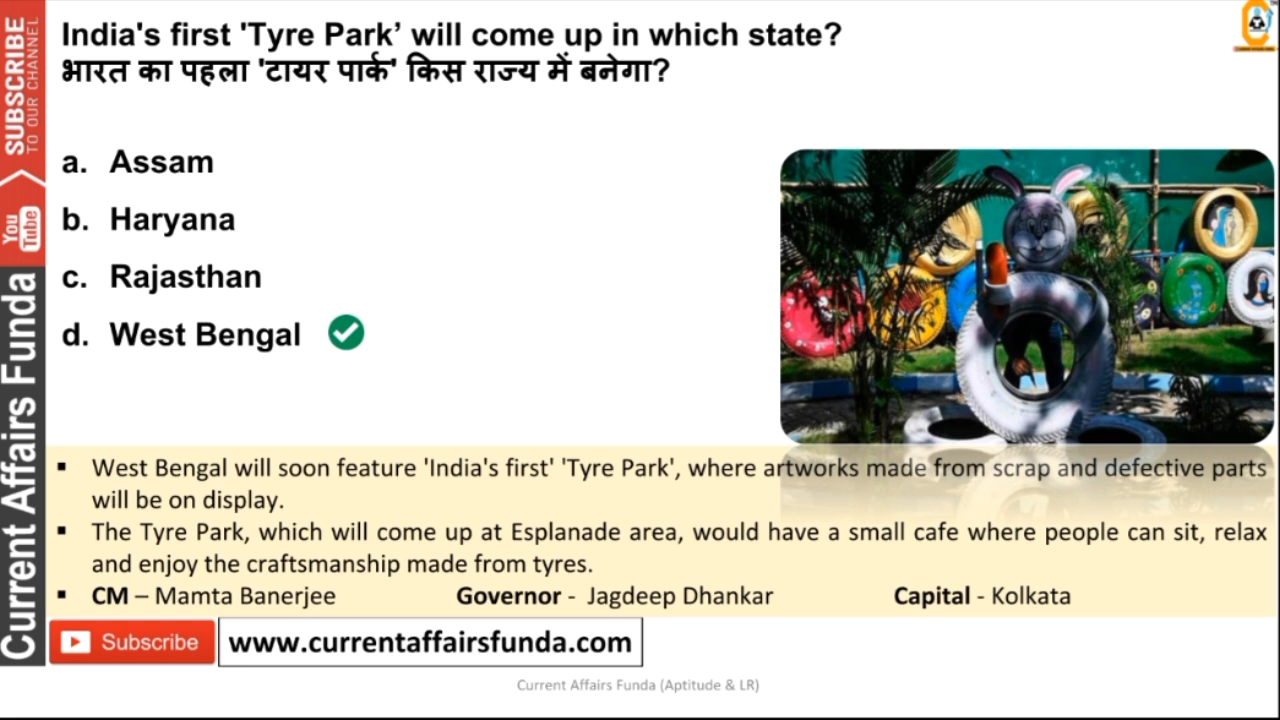 SUBSCRIBE
TO OUR CHANNEL
You
Tube
Current Affairs Funda
India's first 'Tyre Park’ will come up in which state?
भारत का पहला 'टायर पार्क' किस राज्य में बनेगा?
a. Assam
b. Haryana
c. Rajasthan
d. West Bengal
▪ West Bengal will soon feature 'India's first' 'Tyre Park', where artworks made from scrap and defective parts
will be on display.
▪ The Tyre Park, which will come up at Esplanade area, would have a small cafe where people can sit, relax
and enjoy the craftsmanship made from tyres.
▪ CM – Mamta Banerjee Governor - Jagdeep Dhankar Capital - Kolkata
Subscribe
www.currentaffairsfunda.com
Current Affairs Funda (Aptitude & LR)